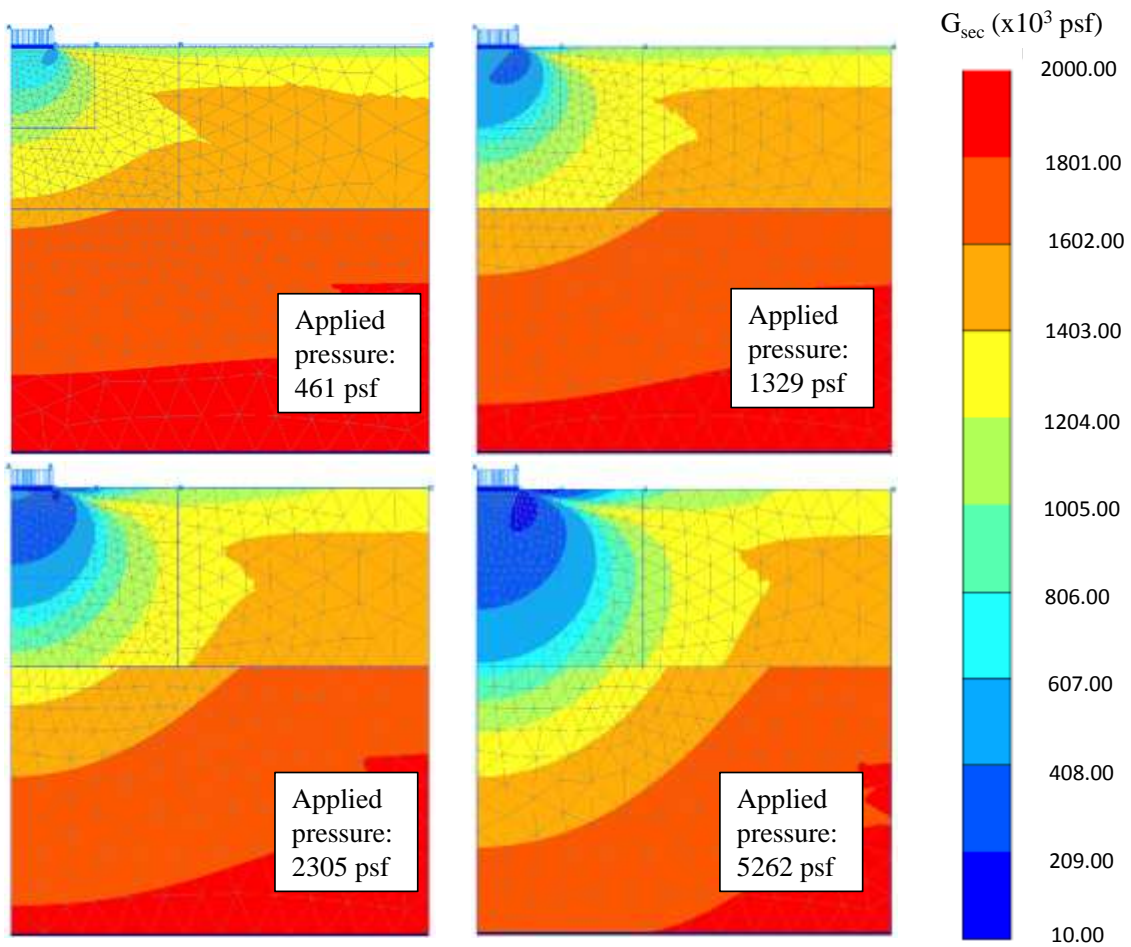 G_sec (x10³ psf)
2000.00
1801.00
1602.00
1403.00
1204.00
1005.00
806.00
607.00
408.00
209.00
10.00
Applied
pressure:
461 psf
Applied
pressure:
1329 psf
Applied
pressure:
2305 psf
Applied
pressure:
5262 psf